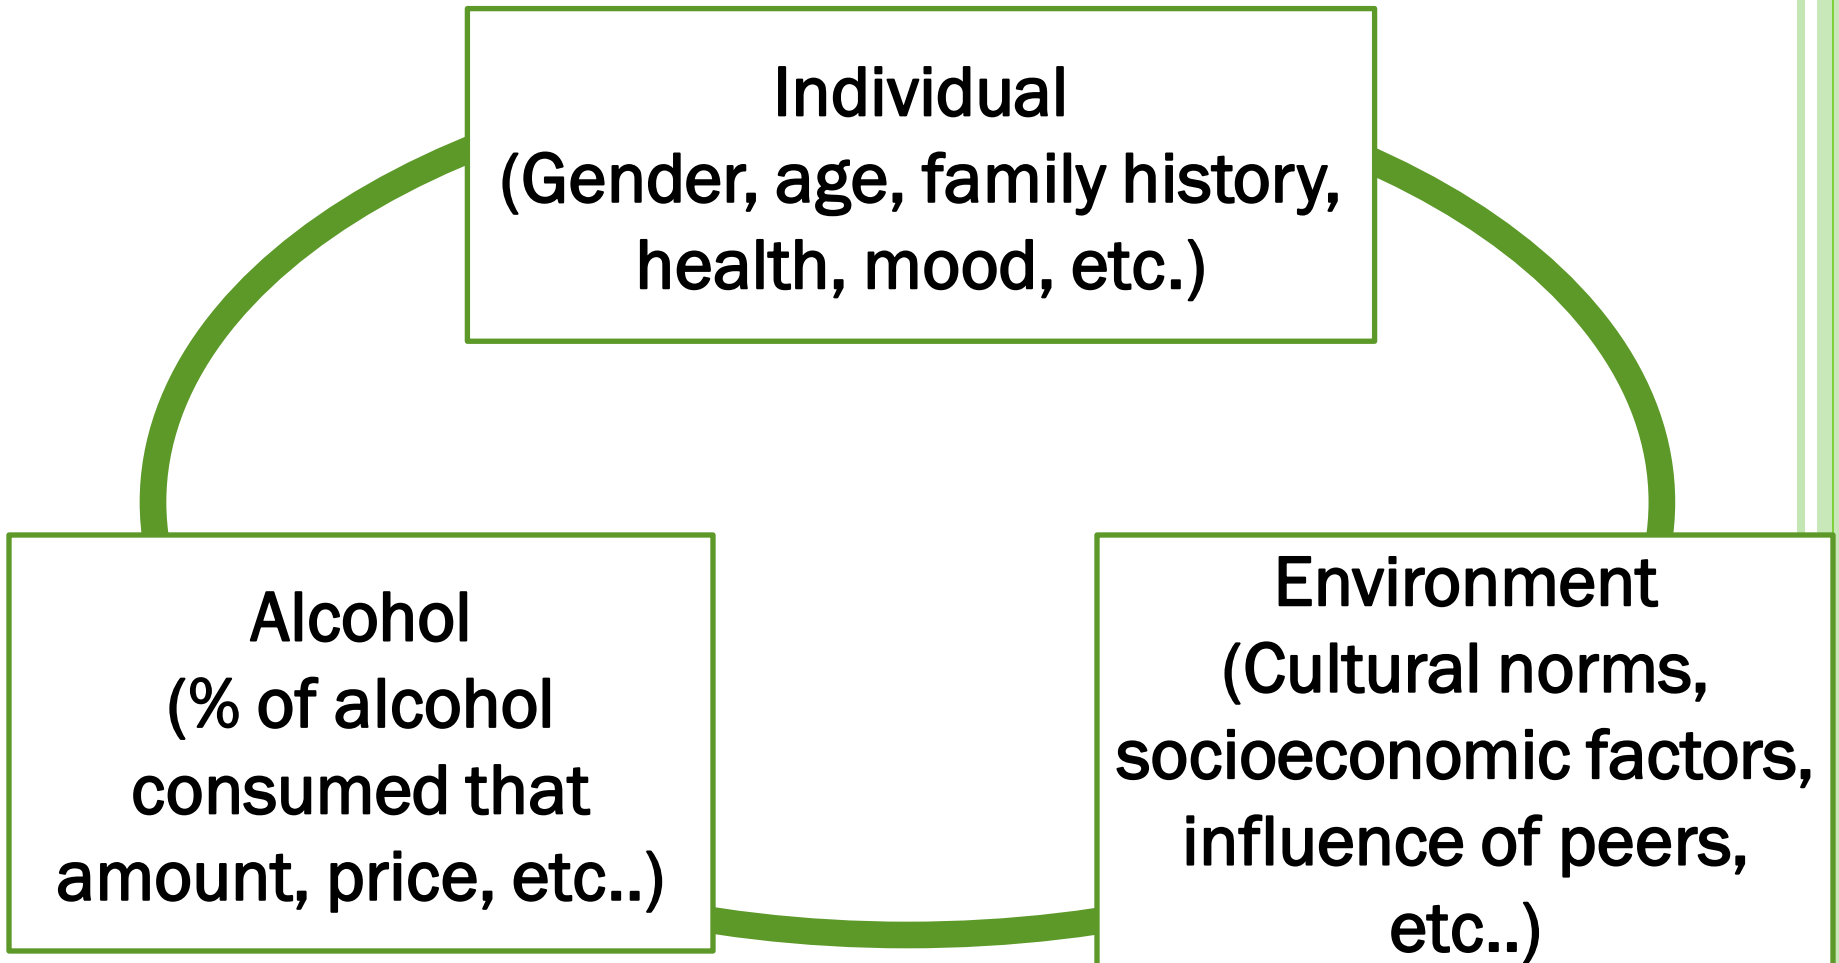 Individual
(Gender, age, family history,
health, mood, etc.)
Alcohol
(% of alcohol
consumed that
amount, price, etc..)
Environment
(Cultural norms,
socioeconomic factors,
influence of peers,
etc..)